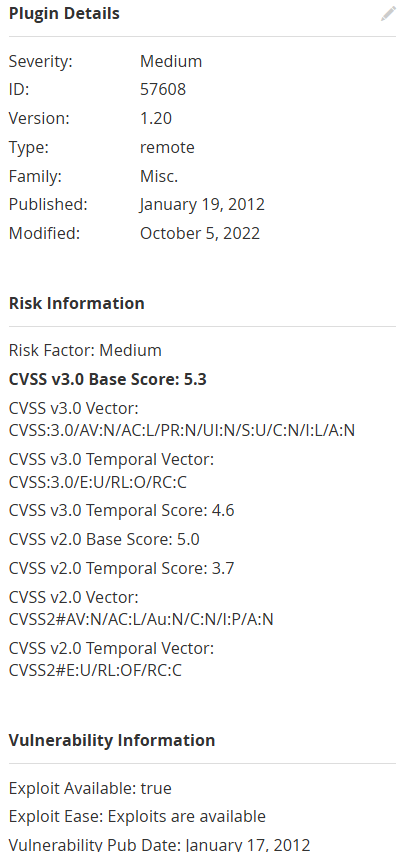 Plugin Details
Severity: Medium
ID: 57608
Version: 1.20
Type: remote
Family: Misc.
Published: January 19, 2012
Modified: October 5, 2022
Risk Information
Risk Factor: Medium
CVSS v3.0 Base Score: 5.3
CVSS v3.0 Vector:
CVSS:3.0/AV:N/AC:L/PR:N/UI:N/S:U/C:N/I:L/A:N
CVSS v3.0 Temporal Vector:
CVSS:3.0/E:U/RL:O/RC:C
CVSS v3.0 Temporal Score: 4.6
CVSS v2.0 Base Score: 5.0
CVSS v2.0 Temporal Score: 3.7
CVSS v2.0 Vector:
CVSS2#AV:N/AC:L/Au:N/C:N/I:P/A:N
CVSS v2.0 Temporal Vector:
CVSS2#E:U/RL:OF/RC:C
Vulnerability Information
Exploit Available: true
Exploit Ease: Exploits are available
Vulnerability Pub Date: January 17, 2012